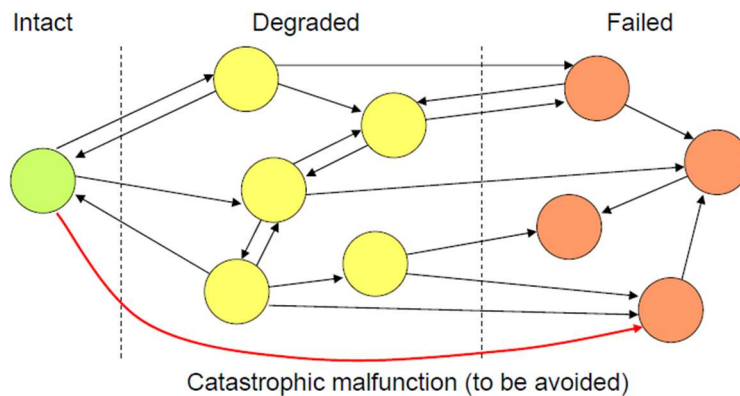 Intact
Degraded
Failed
Catastrophic malfunction (to be avoided)